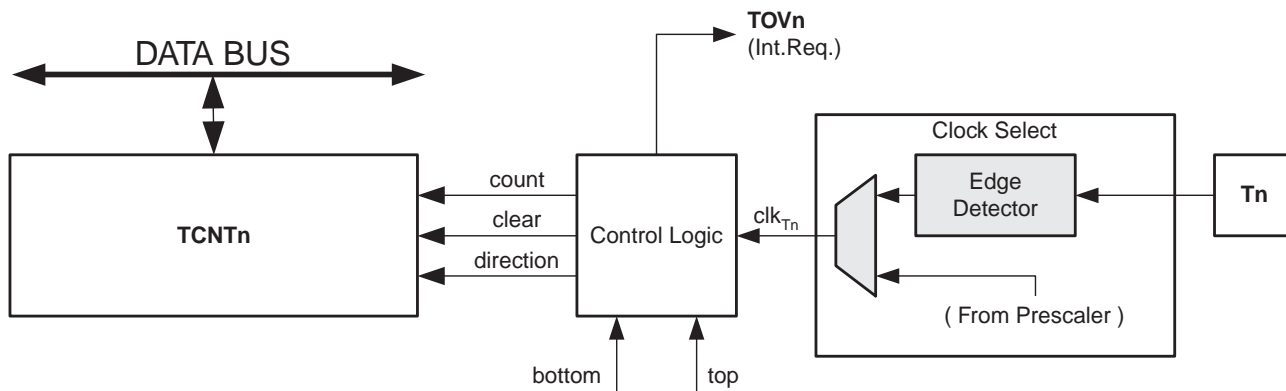 TOVn
(Int.Req.)
DATA BUS
Clock Select
count
clear
direction
TCNTn
Control Logic
clkTn
Edge
Detector
Tn
( From Prescaler )
bottom
top